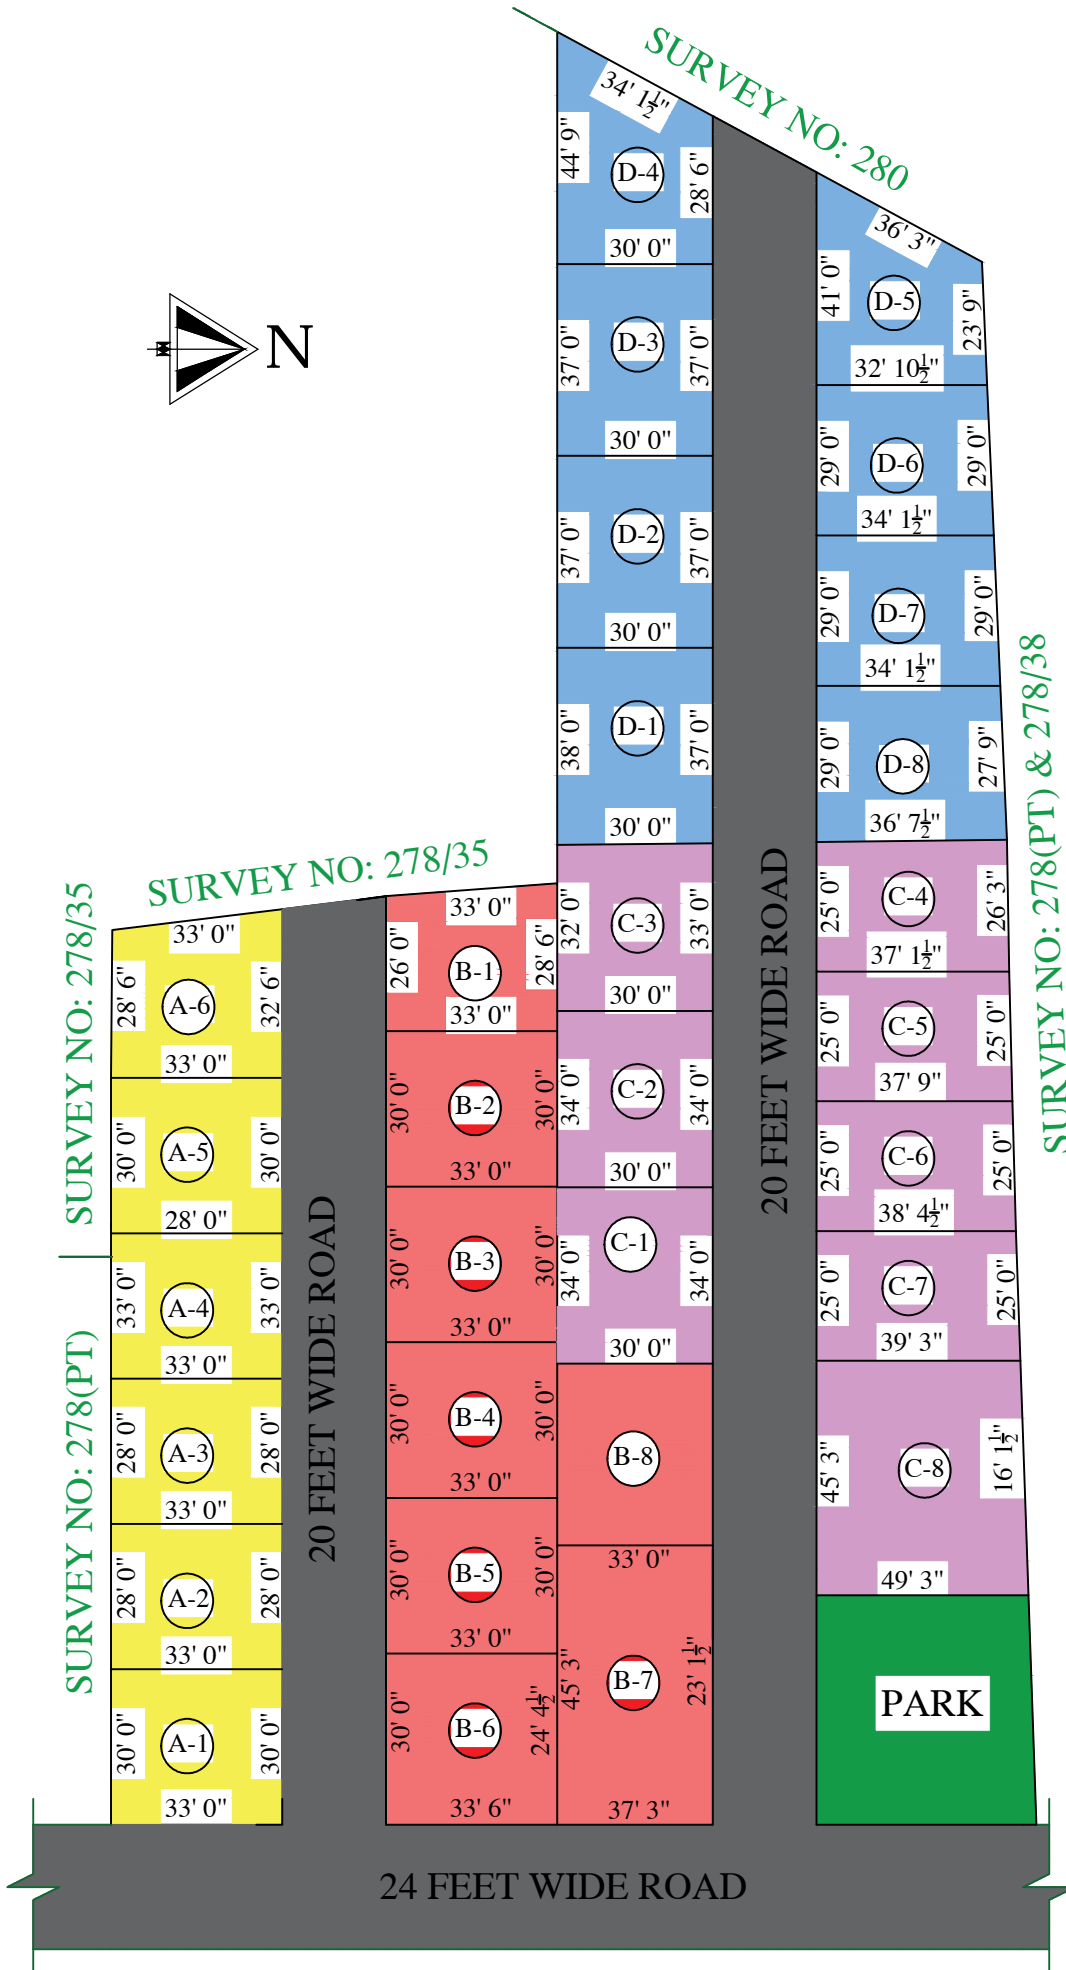 SURVEY NO: 280
34' 1½"
44' 9"
D-4
28' 6"
30' 0"
36' 3"
41' 0"
D-5
23' 9"
32' 10½"
N
37' 0"
D-3
37' 0"
30' 0"
29' 0"
D-6
29' 0"
34' 1½"
37' 0"
D-2
37' 0"
30' 0"
29' 0"
D-7
29' 0"
34' 1½"
38' 0"
D-1
37' 0"
30' 0"
29' 0"
D-8
27' 9"
36' 7½"
SURVEY NO: 278(PT) & 278/38
SURVEY NO: 278/35
SURVEY NO: 278/35
SURVEY NO: 278(PT)
33' 0"
28' 6"
A-6
32' 6"
33' 0"
30' 0"
A-5
30' 0"
28' 0"
33' 0"
A-4
33' 0"
33' 0"
28' 0"
A-3
28' 0"
33' 0"
28' 0"
A-2
28' 0"
33' 0"
30' 0"
A-1
30' 0"
33' 0"
20 FEET WIDE ROAD
33' 0"
26' 0"
B-1
28' 6"
33' 0"
30' 0"
B-2
30' 0"
33' 0"
30' 0"
B-3
30' 0"
33' 0"
30' 0"
B-4
30' 0"
33' 0"
30' 0"
B-5
30' 0"
33' 0"
30' 0"
B-6
24' 4½"
33' 6"
32' 0"
C-3
33' 0"
30' 0"
34' 0"
C-2
34' 0"
30' 0"
34' 0"
C-1
34' 0"
30' 0"
B-8
33' 0"
45' 3"
B-7
23' 1½"
37' 3"
20 FEET WIDE ROAD
25' 0"
C-4
26' 3"
37' 1½"
25' 0"
C-5
25' 0"
37' 9"
25' 0"
C-6
25' 0"
38' 4½"
25' 0"
C-7
25' 0"
39' 3"
45' 3"
C-8
16' 1½"
49' 3"
PARK
24 FEET WIDE ROAD